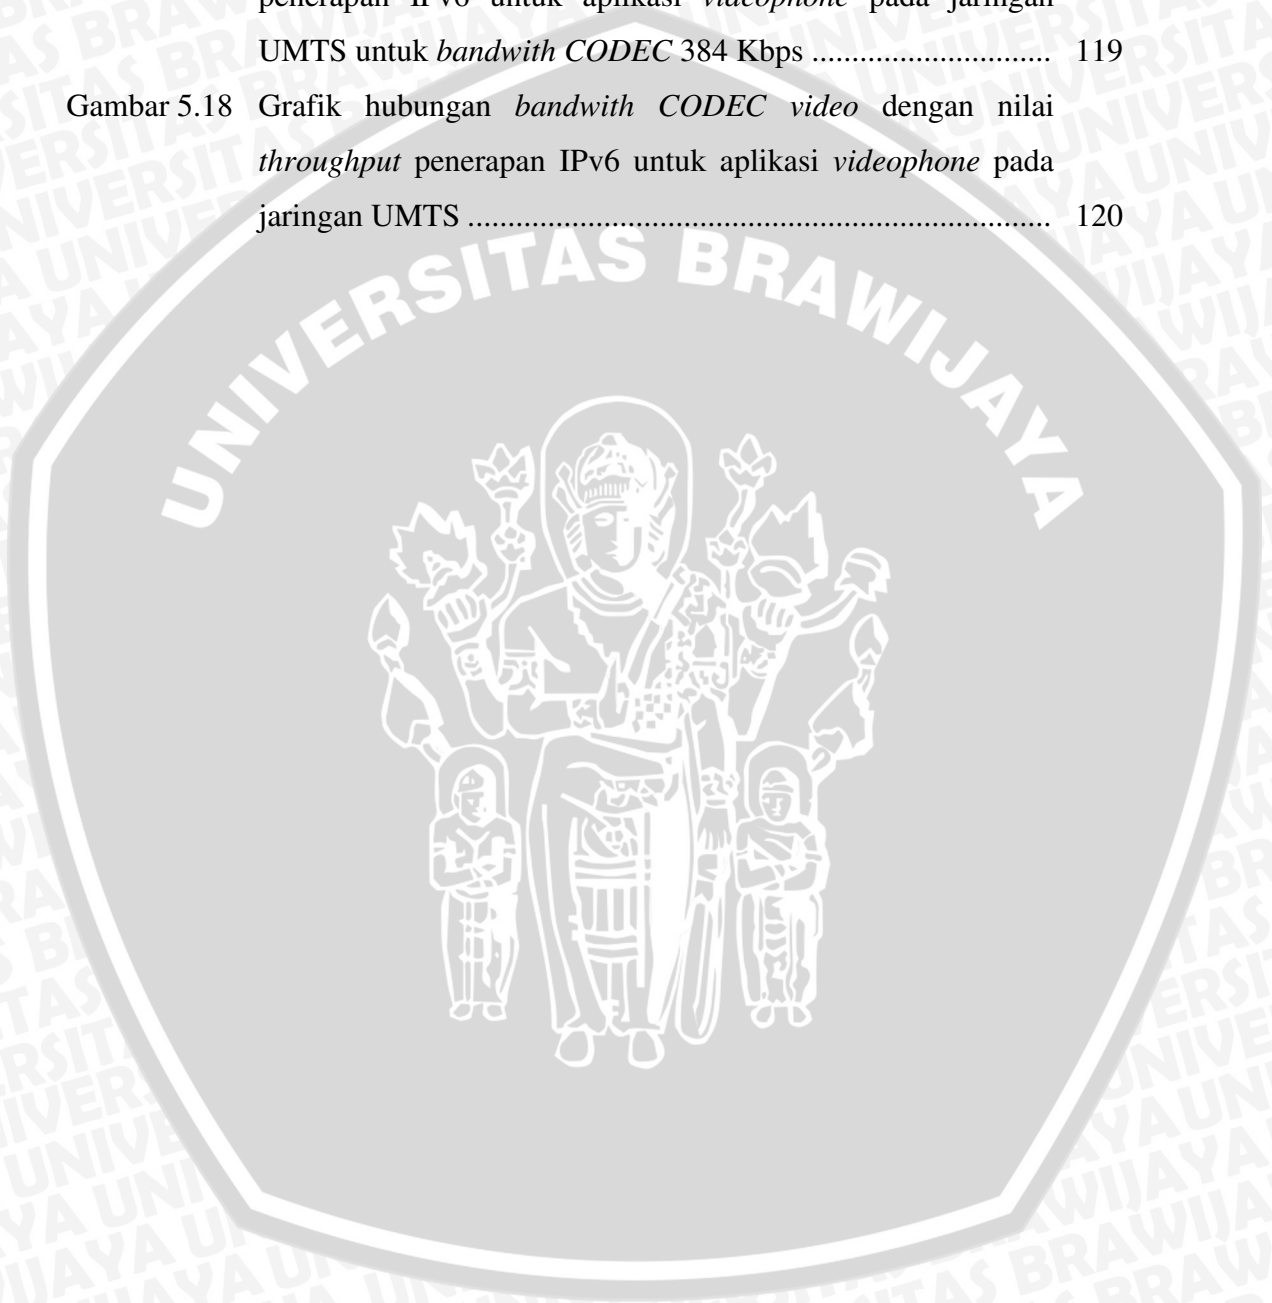 penerapan IPv6 untuk aplikasi videophone pada jaringan
UMTS untuk bandwith CODEC 384 Kbps .............................. 119
Gambar 5.18 Grafik hubungan bandwith CODEC video dengan nilai
throughput penerapan IPv6 untuk aplikasi videophone pada
jaringan UMTS ......................................................................... 120
UNIVERSITAS BRAWIJAYA